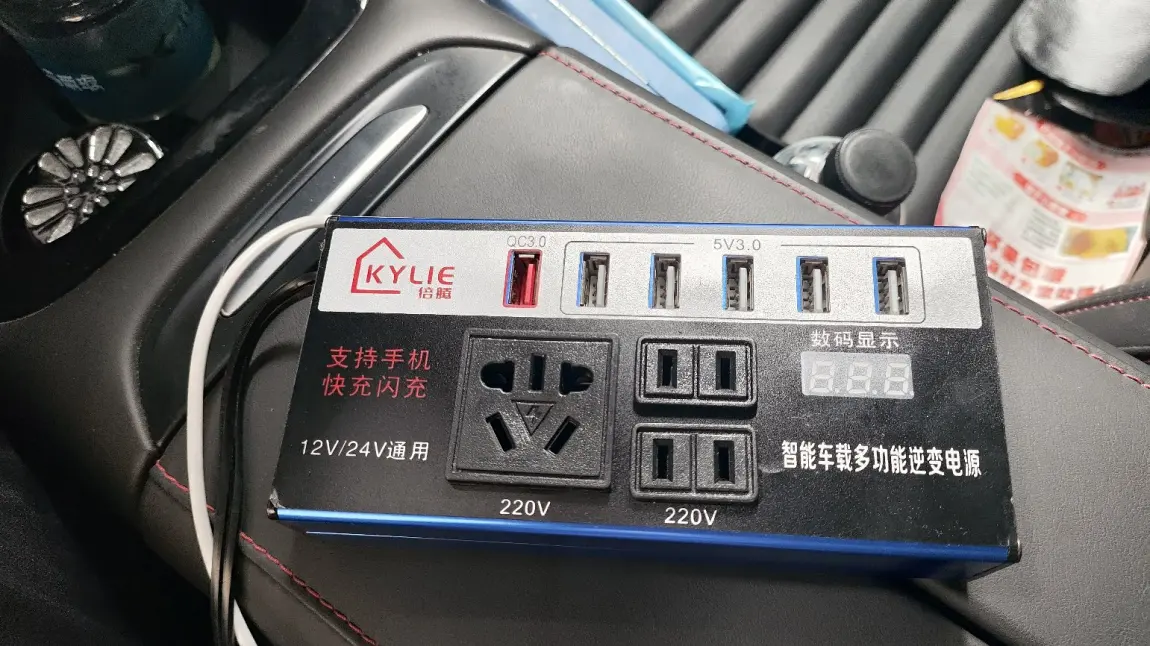 QC3.0
5V3.0
KYLIE
倍腾
数码显示
支持手机
快充闪充
12V/24V通用
智能车载多功能逆变电源
220V
220V